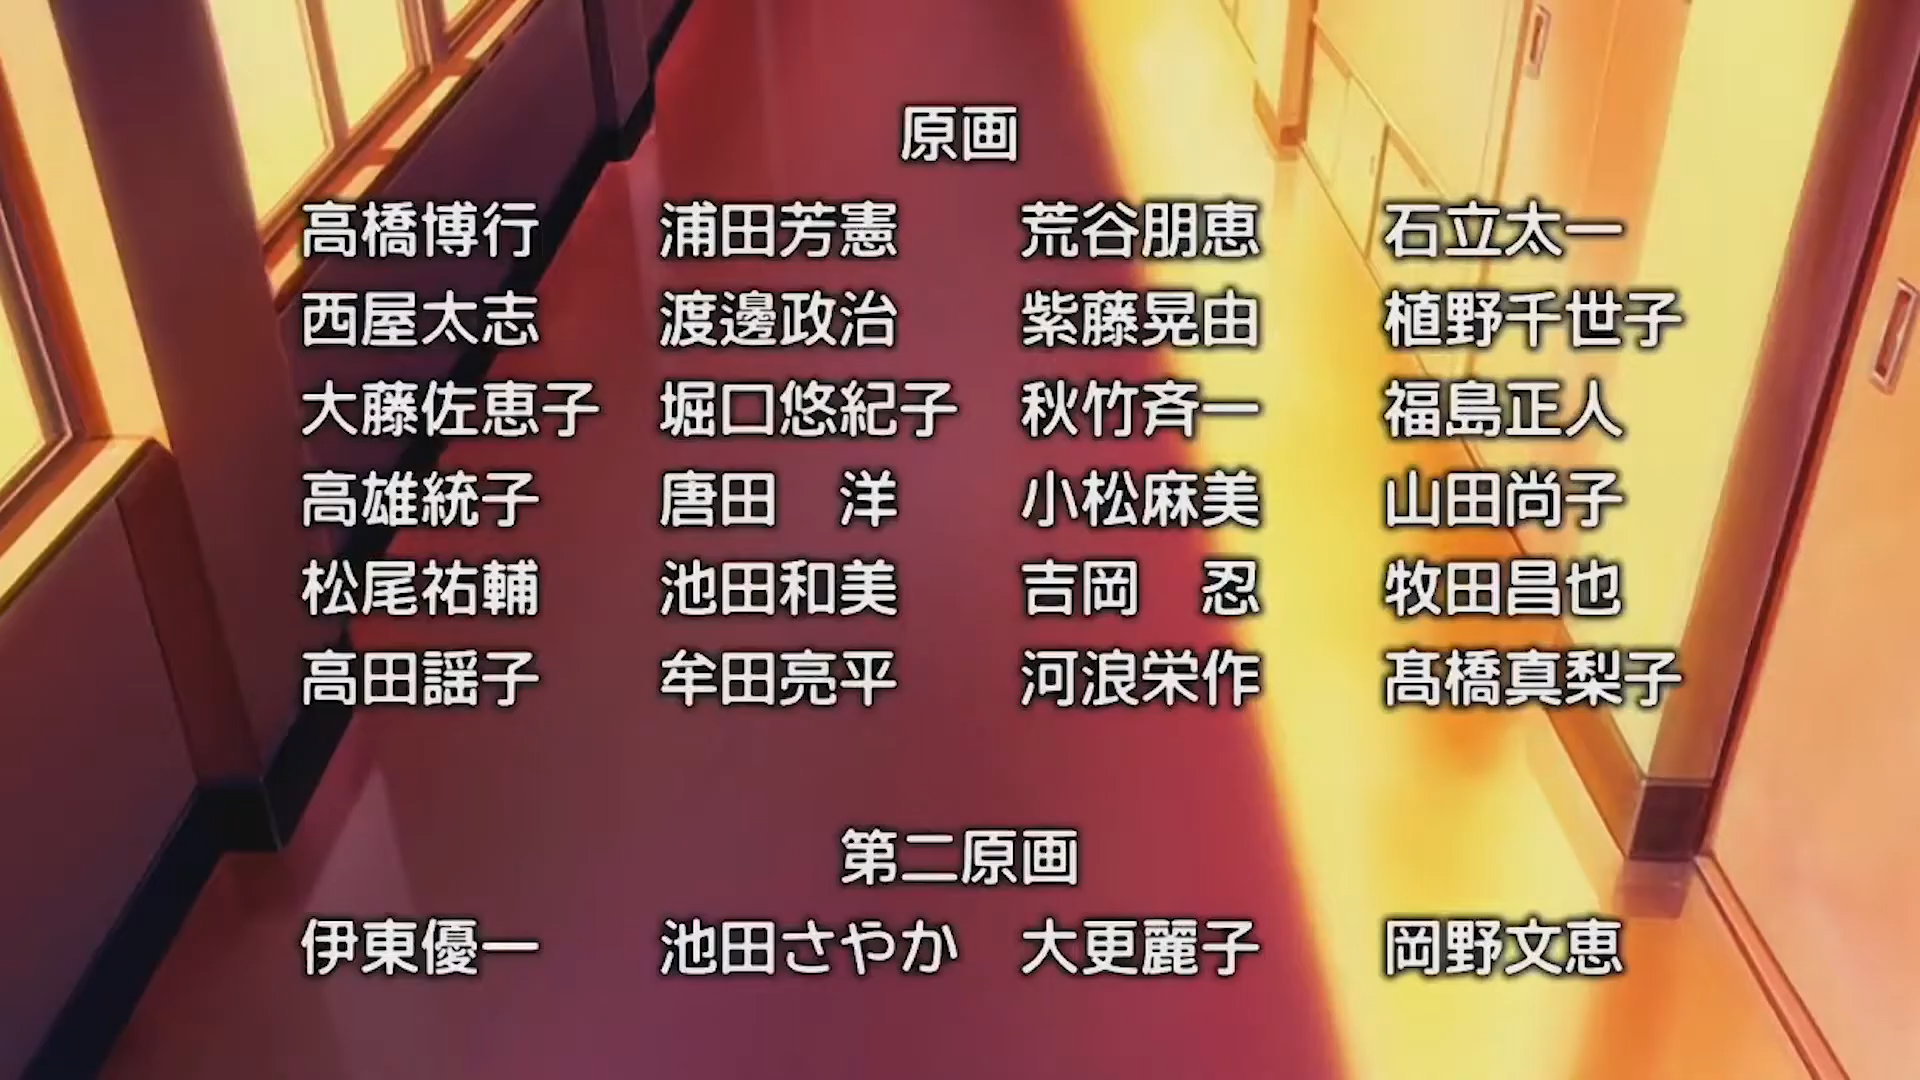 原画
高橋博行 浦田芳憲 荒谷朋恵 石立太一
西屋太志 渡邊政治 紫藤晃由 植野千世子
大藤佐恵子 堀口悠紀子 秋竹斉一 福島正人
高雄統子 唐田　洋 小松麻美 山田尚子
松尾祐輔 池田和美 吉岡　忍 牧田昌也
高田謡子 牟田亮平 河浪栄作 髙橋真梨子
第二原画
伊東優一 池田さやか 大更麗子 岡野文恵